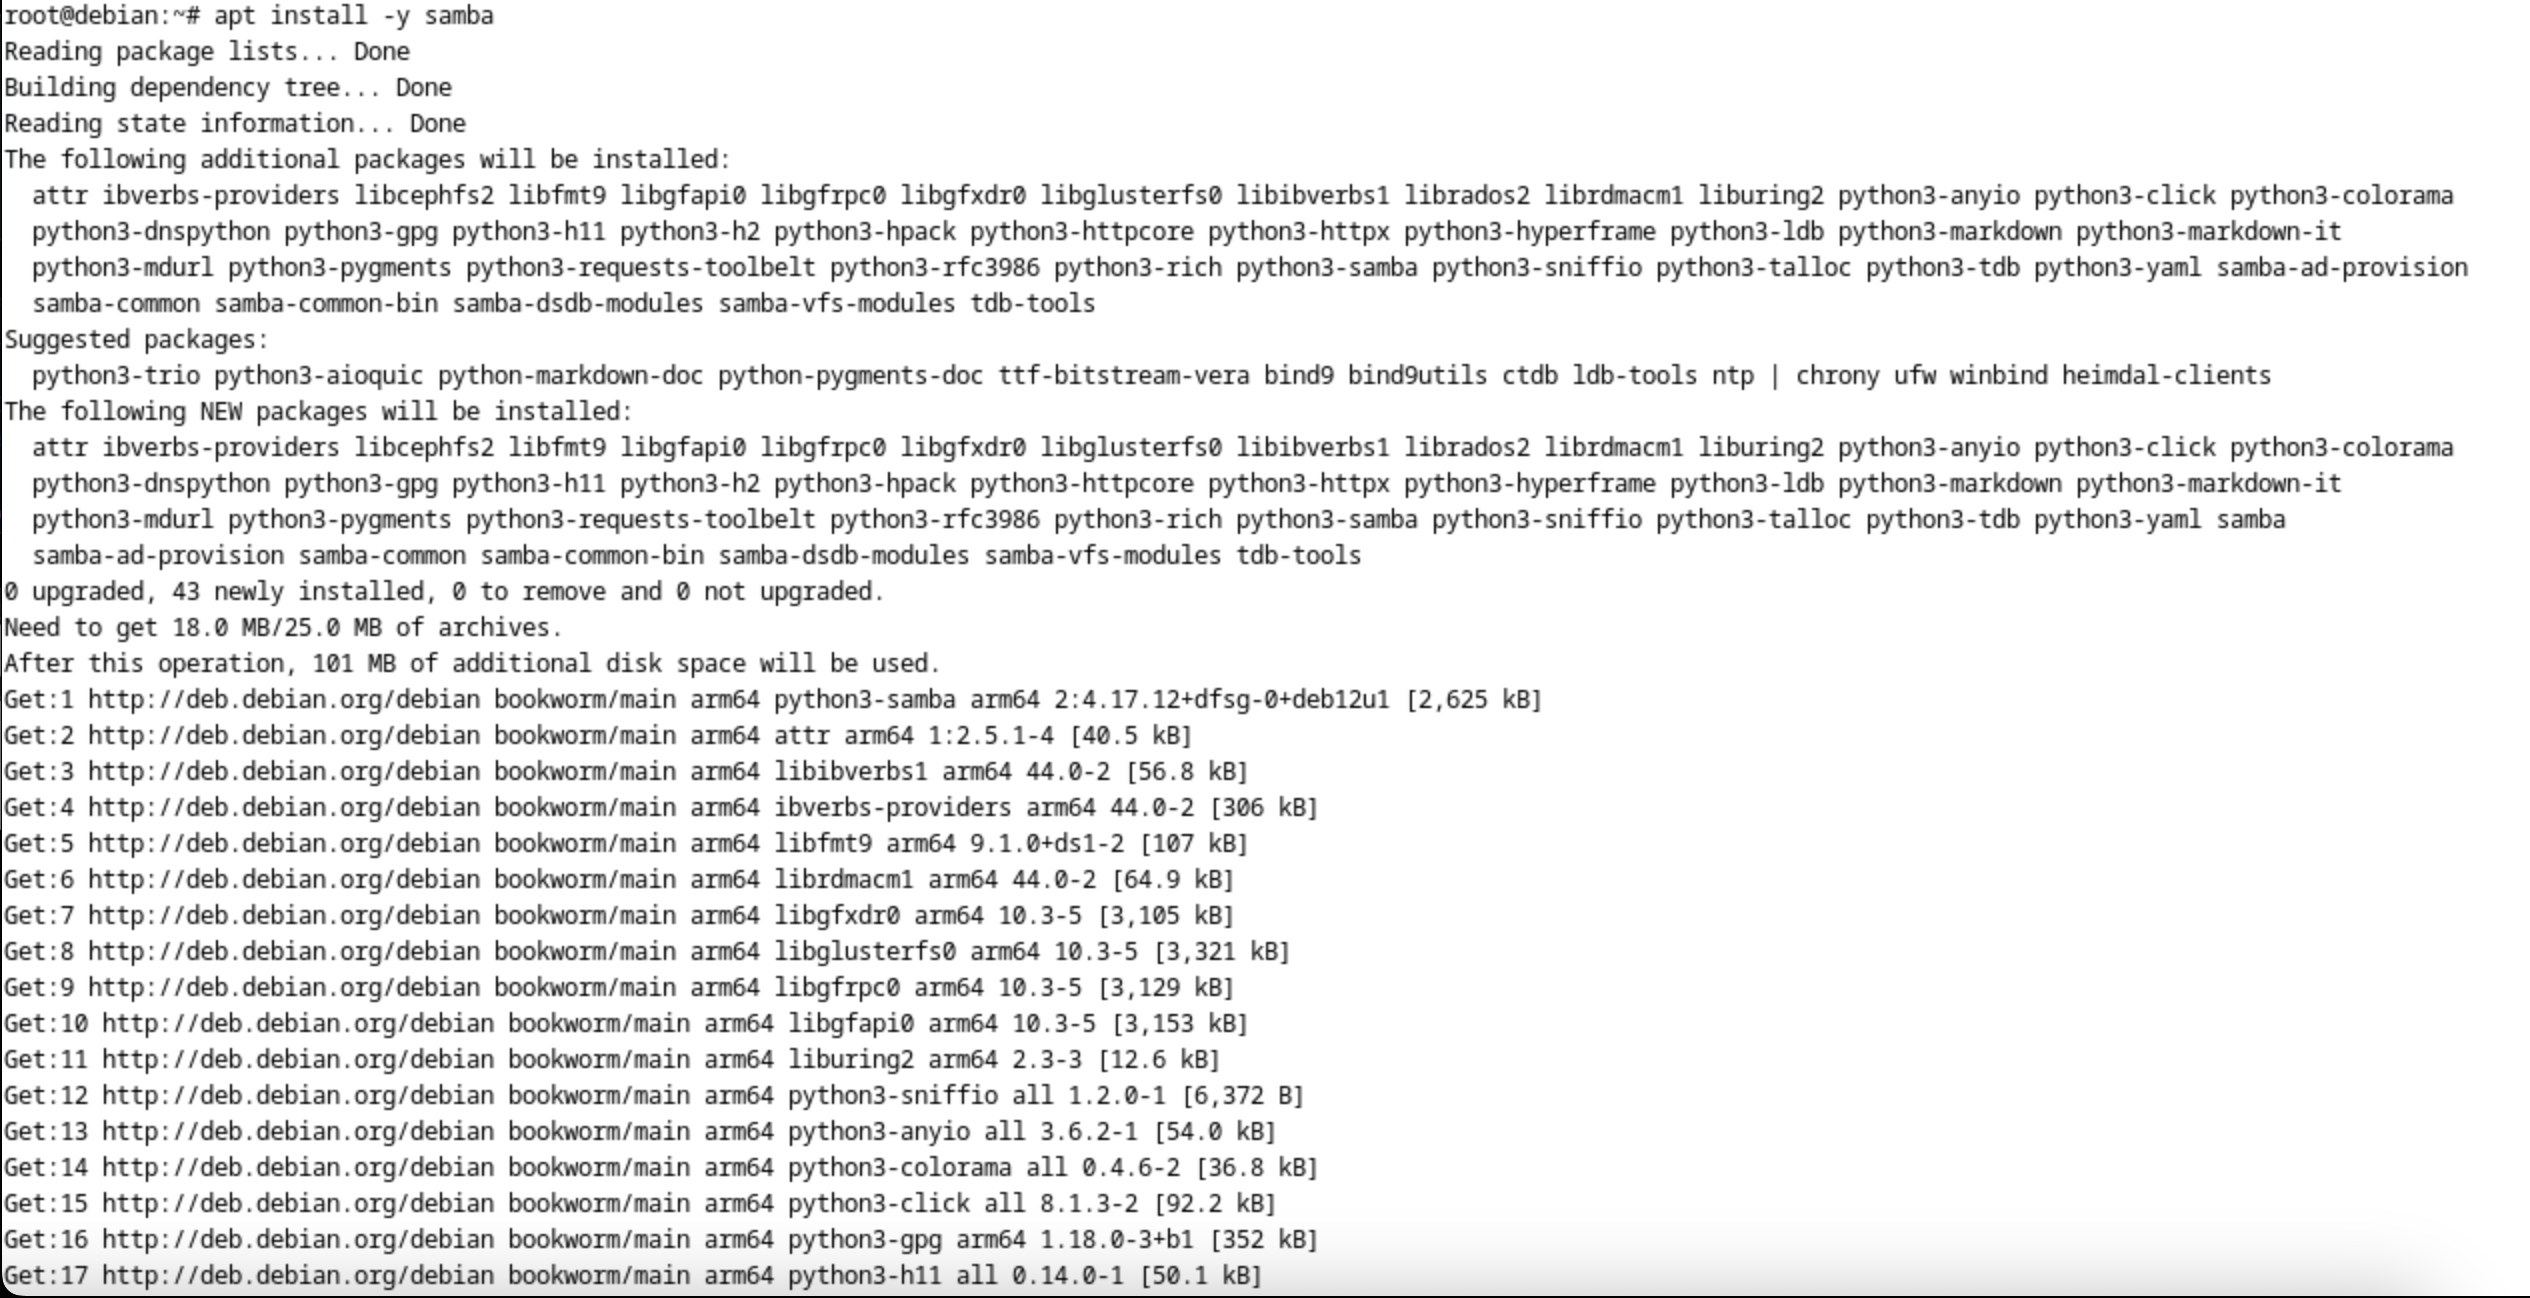 root@debian:~# apt install -y samba
Reading package lists... Done
Building dependency tree... Done
Reading state information... Done
The following additional packages will be installed:
  attr ibverbs-providers libcephfs2 libfmt9 libgfapi0 libgfrpc0 libgfxdr0 libglusterfs0 libibverbs1 librados2 librdmacm1 liburing2 python3-anyio python3-click python3-colorama
  python3-dnspython python3-gpg python3-h11 python3-h2 python3-hpack python3-httpcore python3-httpx python3-hyperframe python3-ldb python3-markdown python3-markdown-it
  python3-mdurl python3-pygments python3-requests-toolbelt python3-rfc3986 python3-rich python3-samba python3-sniffio python3-talloc python3-tdb python3-yaml samba-ad-provision
  samba-common samba-common-bin samba-dsdb-modules samba-vfs-modules tdb-tools
Suggested packages:
  python3-trio python3-aioquic python-markdown-doc python-pygments-doc ttf-bitstream-vera bind9 bind9utils ctdb ldb-tools ntp | chrony ufw winbind heimdal-clients
The following NEW packages will be installed:
  attr ibverbs-providers libcephfs2 libfmt9 libgfapi0 libgfrpc0 libgfxdr0 libglusterfs0 libibverbs1 librados2 librdmacm1 liburing2 python3-anyio python3-click python3-colorama
  python3-dnspython python3-gpg python3-h11 python3-h2 python3-hpack python3-httpcore python3-httpx python3-hyperframe python3-ldb python3-markdown python3-markdown-it
  python3-mdurl python3-pygments python3-requests-toolbelt python3-rfc3986 python3-rich python3-samba python3-sniffio python3-talloc python3-tdb python3-yaml samba
  samba-ad-provision samba-common samba-common-bin samba-dsdb-modules samba-vfs-modules tdb-tools
0 upgraded, 43 newly installed, 0 to remove and 0 not upgraded.
Need to get 18.0 MB/25.0 MB of archives.
After this operation, 101 MB of additional disk space will be used.
Get:1 http://deb.debian.org/debian bookworm/main arm64 python3-samba arm64 2:4.17.12+dfsg-0+deb12u1 [2,625 kB]
Get:2 http://deb.debian.org/debian bookworm/main arm64 attr arm64 1:2.5.1-4 [40.5 kB]
Get:3 http://deb.debian.org/debian bookworm/main arm64 libibverbs1 arm64 44.0-2 [56.8 kB]
Get:4 http://deb.debian.org/debian bookworm/main arm64 ibverbs-providers arm64 44.0-2 [306 kB]
Get:5 http://deb.debian.org/debian bookworm/main arm64 libfmt9 arm64 9.1.0+ds1-2 [107 kB]
Get:6 http://deb.debian.org/debian bookworm/main arm64 librdmacm1 arm64 44.0-2 [64.9 kB]
Get:7 http://deb.debian.org/debian bookworm/main arm64 libgfxdr0 arm64 10.3-5 [3,105 kB]
Get:8 http://deb.debian.org/debian bookworm/main arm64 libglusterfs0 arm64 10.3-5 [3,321 kB]
Get:9 http://deb.debian.org/debian bookworm/main arm64 libgfrpc0 arm64 10.3-5 [3,129 kB]
Get:10 http://deb.debian.org/debian bookworm/main arm64 libgfapi0 arm64 10.3-5 [3,153 kB]
Get:11 http://deb.debian.org/debian bookworm/main arm64 liburing2 arm64 2.3-3 [12.6 kB]
Get:12 http://deb.debian.org/debian bookworm/main arm64 python3-sniffio all 1.2.0-1 [6,372 B]
Get:13 http://deb.debian.org/debian bookworm/main arm64 python3-anyio all 3.6.2-1 [54.0 kB]
Get:14 http://deb.debian.org/debian bookworm/main arm64 python3-colorama all 0.4.6-2 [36.8 kB]
Get:15 http://deb.debian.org/debian bookworm/main arm64 python3-click all 8.1.3-2 [92.2 kB]
Get:16 http://deb.debian.org/debian bookworm/main arm64 python3-gpg arm64 1.18.0-3+b1 [352 kB]
Get:17 http://deb.debian.org/debian bookworm/main arm64 python3-h11 all 0.14.0-1 [50.1 kB]